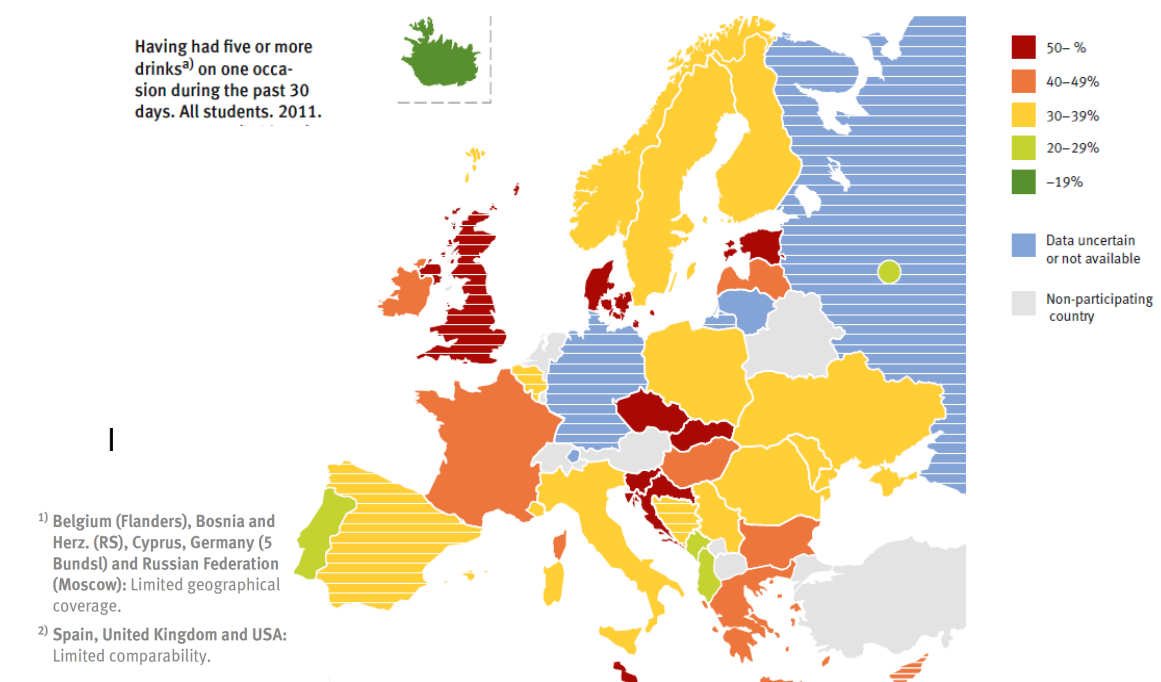 Having had five or more
drinksa) on one occa-
sion during the past 30
days. All students. 2011.
50– %
40–49%
30–39%
20–29%
–19%
Data uncertain
or not available
Non-participating
country
1) Belgium (Flanders), Bosnia and
Herz. (RS), Cyprus, Germany (5
Bundsl) and Russian Federation
(Moscow): Limited geographical
coverage.
2) Spain, United Kingdom and USA:
Limited comparability.